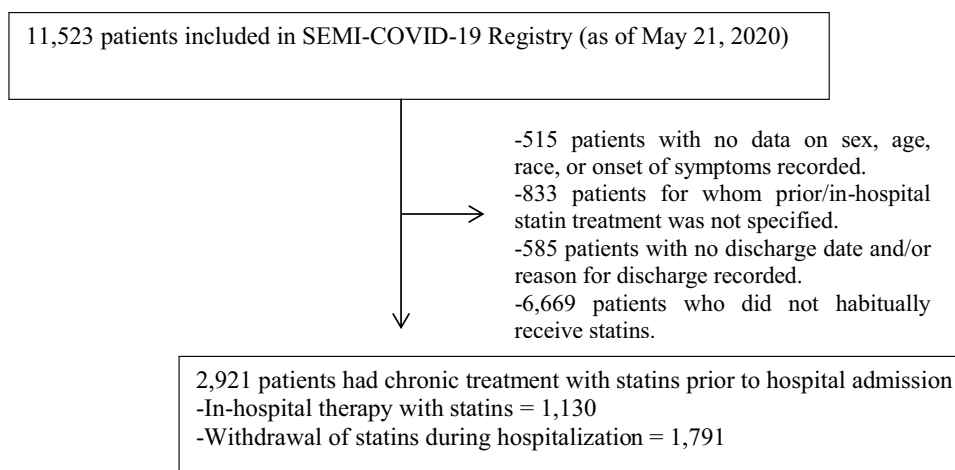 11,523 patients included in SEMI-COVID-19 Registry (as of May 21, 2020)
-515 patients with no data on sex, age,
race, or onset of symptoms recorded.
-833 patients for whom prior/in-hospital
statin treatment was not specified.
-585 patients with no discharge date and/or
reason for discharge recorded.
-6,669 patients who did not habitually
receive statins.
2,921 patients had chronic treatment with statins prior to hospital admission
-In-hospital therapy with statins = 1,130
-Withdrawal of statins during hospitalization = 1,791